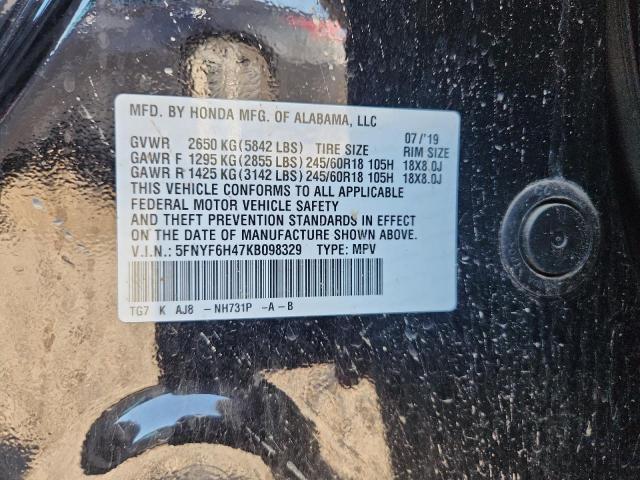 MFD. BY HONDA MFG. OF ALABAMA, LLC
GVWR 2650 KG (5842 LBS) TIRE SIZE 07/'19 RIM SIZE
GAWR F 1295 KG (2855 LBS) 245/60R18 105H 18X8.0J
GAWR R 1425 KG (3142 LBS) 245/60R18 105H 18X8.0J
THIS VEHICLE CONFORMS TO ALL APPLICABLE
FEDERAL MOTOR VEHICLE SAFETY
AND THEFT PREVENTION STANDARDS IN EFFECT
ON THE DATE OF MANUFACTURE SHOWN ABOVE.
V.I.N.: 5FNYF6H47KB098329 TYPE: MPV
TG7 K AJ8 - NH731P -A - B